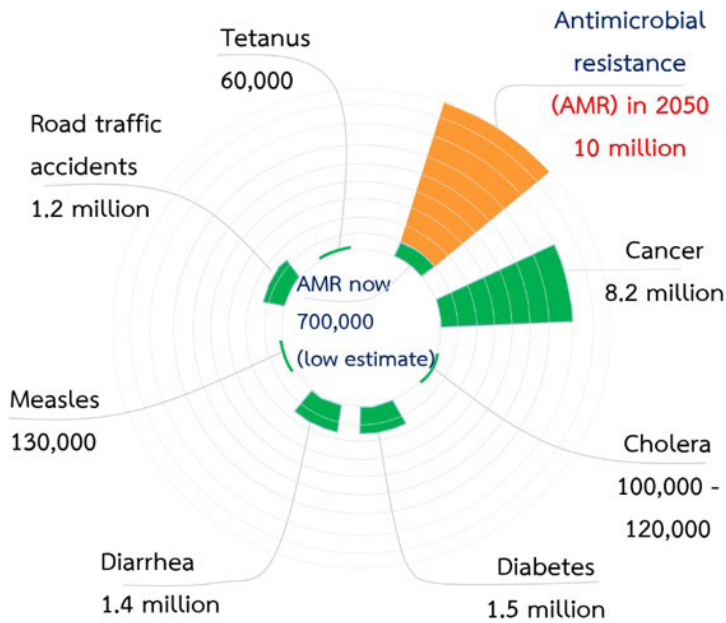 Tetanus
60,000
Antimicrobial
resistance
(AMR) in 2050
10 million
Road traffic
accidents
1.2 million
Cancer
8.2 million
AMR now
700,000
(low estimate)
Measles
130,000
Cholera
100,000 -
120,000
Diarrhea
1.4 million
Diabetes
1.5 million